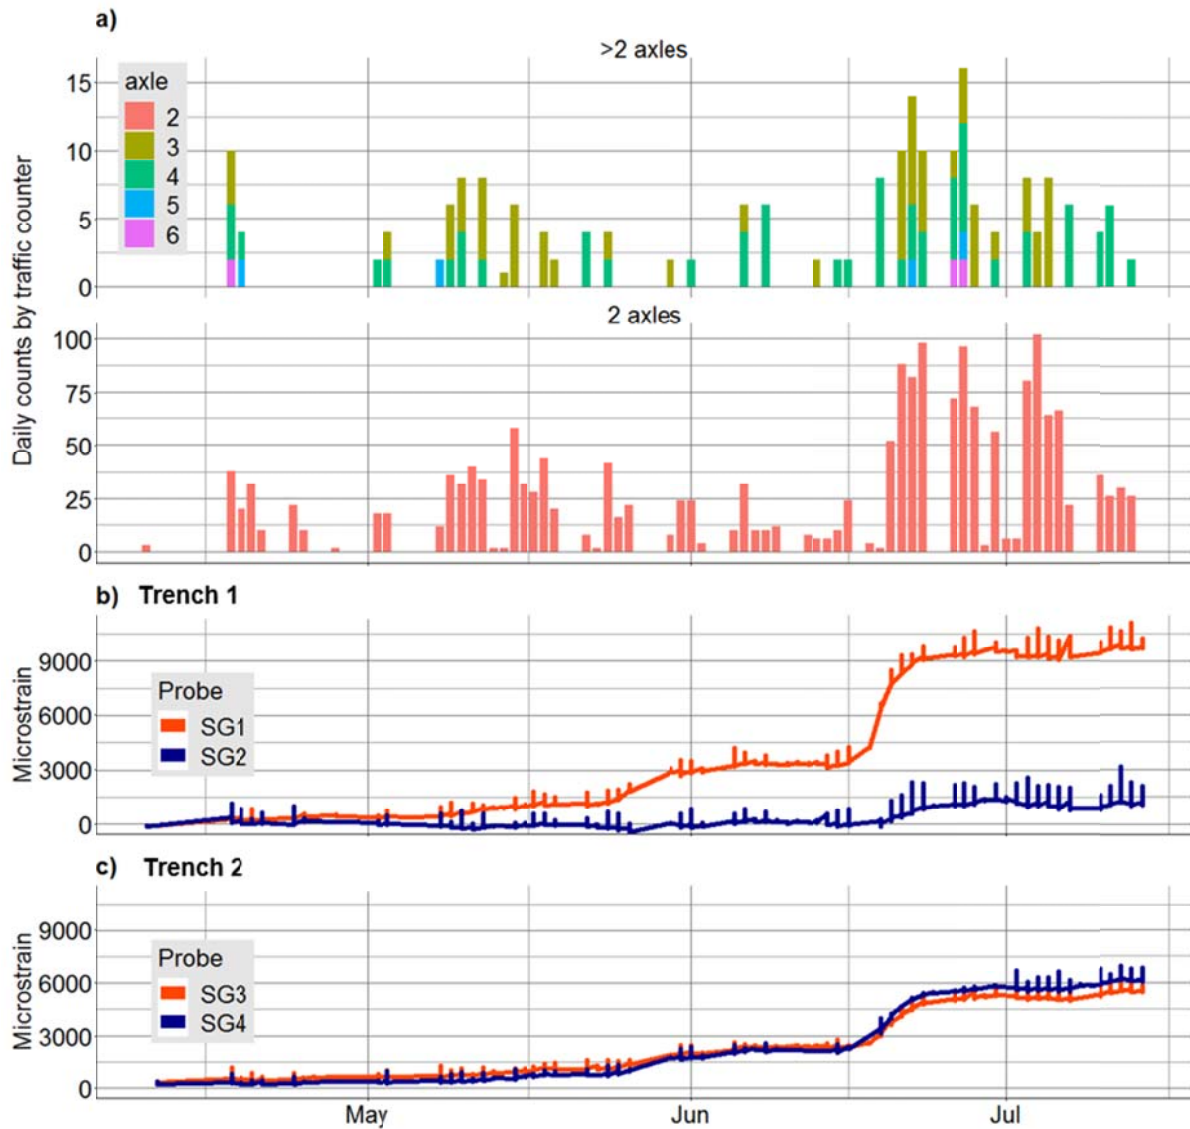 a)
>2 axles
axle
2
3
4
5
6
15
10
5
0
Daily counts by traffic counter
2 axles
100
75
50
25
0
b) Trench 1
Microstrain
9000
6000
3000
0
Probe
SG1
SG2
c) Trench 2
Microstrain
9000
6000
3000
0
Probe
SG3
SG4
May Jun Jul